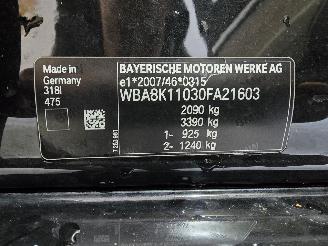 Made in
Germany
318I
475
BAYERISCHE MOTOREN WERKE AG
e1*2007/46*0315
WBA8K11030FA21603
2090 kg
3390 kg
1- 925 kg
2- 1240 kg